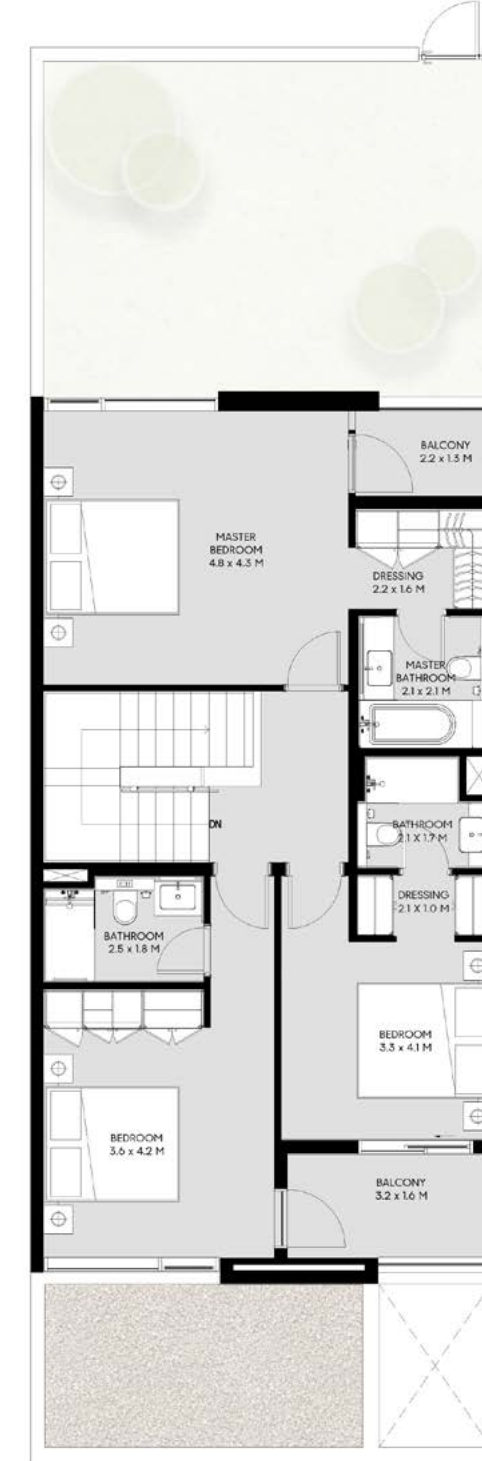 BALCONY
2.2 x 1.3 M
MASTER
BEDROOM
4.8 x 4.3 M
DRESSING
2.2 x 1.6 M
MASTER
BATHROOM
2.1 x 2.1 M
DN
BATHROOM
2.1 X 1.7 M
DRESSING
2.1 X 1.0 M
BATHROOM
2.5 x 1.8 M
BEDROOM
3.3 x 4.1 M
BEDROOM
3.6 x 4.2 M
BALCONY
3.2 x 1.6 M